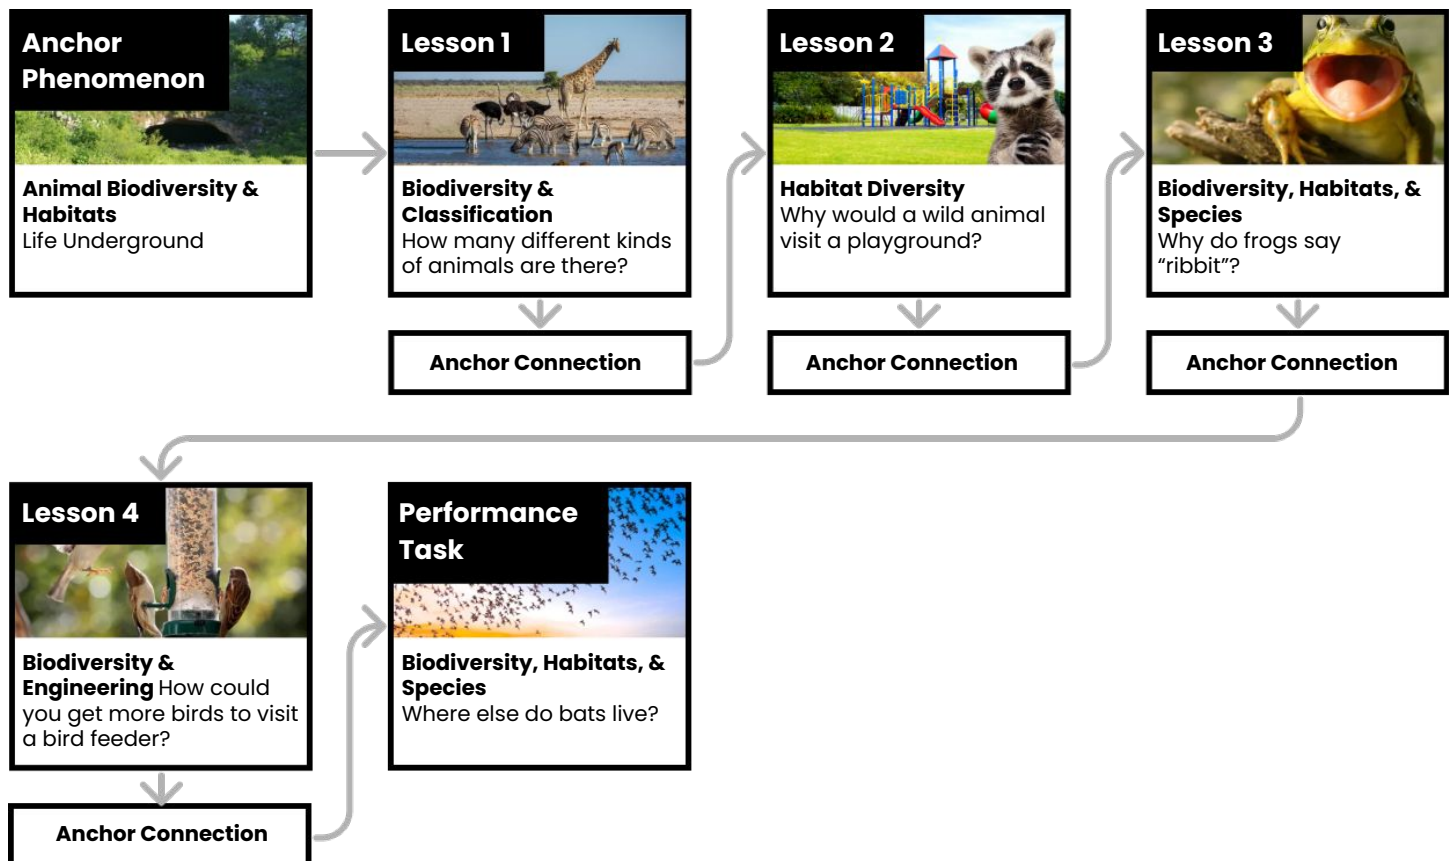 Anchor
Phenomenon
Animal Biodiversity &
Habitats
Life Underground
Lesson 1
Biodiversity &
Classification
How many different kinds
of animals are there?
Anchor Connection
Lesson 2
Habitat Diversity
Why would a wild animal
visit a playground?
Anchor Connection
Lesson 3
Biodiversity, Habitats, &
Species
Why do frogs say
“ribbit”?
Anchor Connection
Lesson 4
Biodiversity &
Engineering How could
you get more birds to visit
a bird feeder?
Anchor Connection
Performance
Task
Biodiversity, Habitats, &
Species
Where else do bats live?